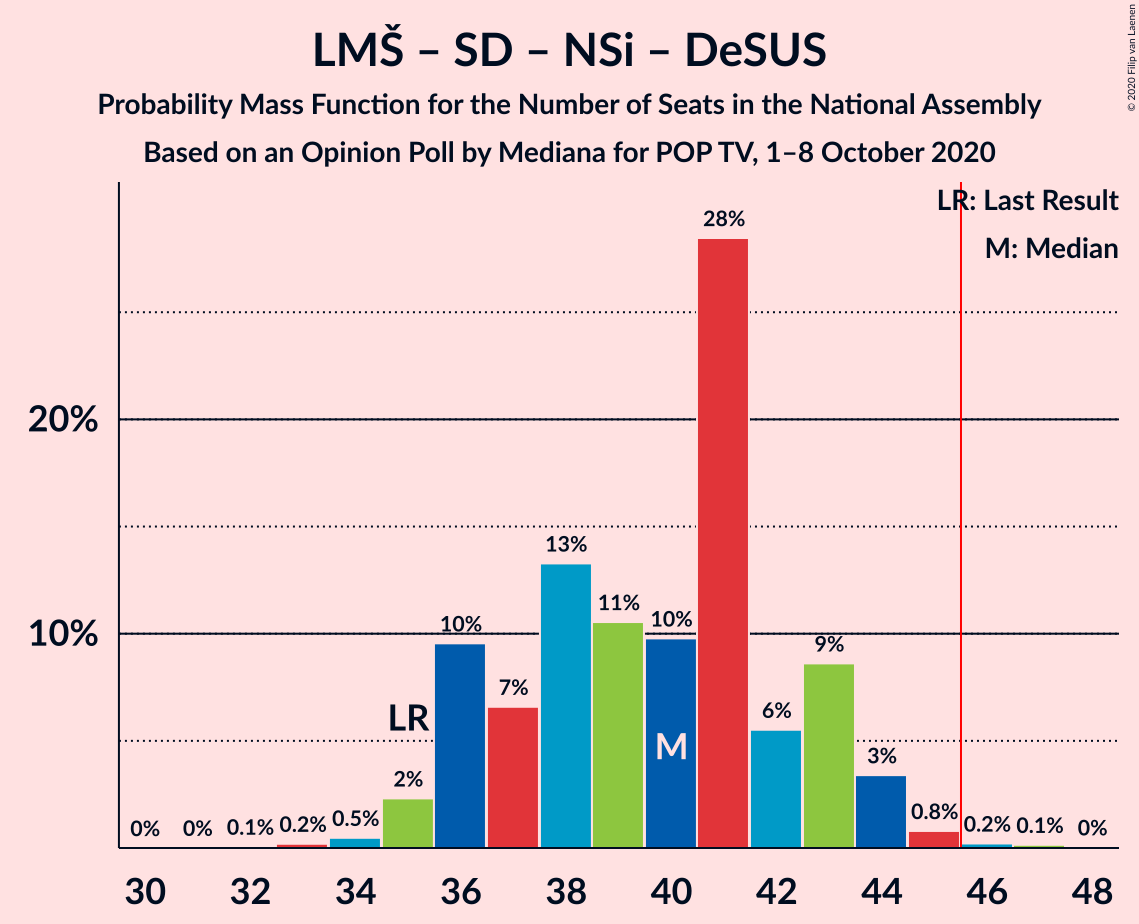 LMŠ – SD – NSi – DeSUS
Probability Mass Function for the Number of Seats in the National Assembly
Based on an Opinion Poll by Mediana for POP TV, 1–8 October 2020
© 2020 Filip van Laenen
LR: Last Result
M: Median
28%
20%
13%
11%
10%
10%
10%
9%
7%
6%
LR
M
3%
2%
0%
0%
0.1%
0.2%
0.5%
0.8%
0.2%
0.1%
0%
30 32 34 36 38 40 42 44 46 48